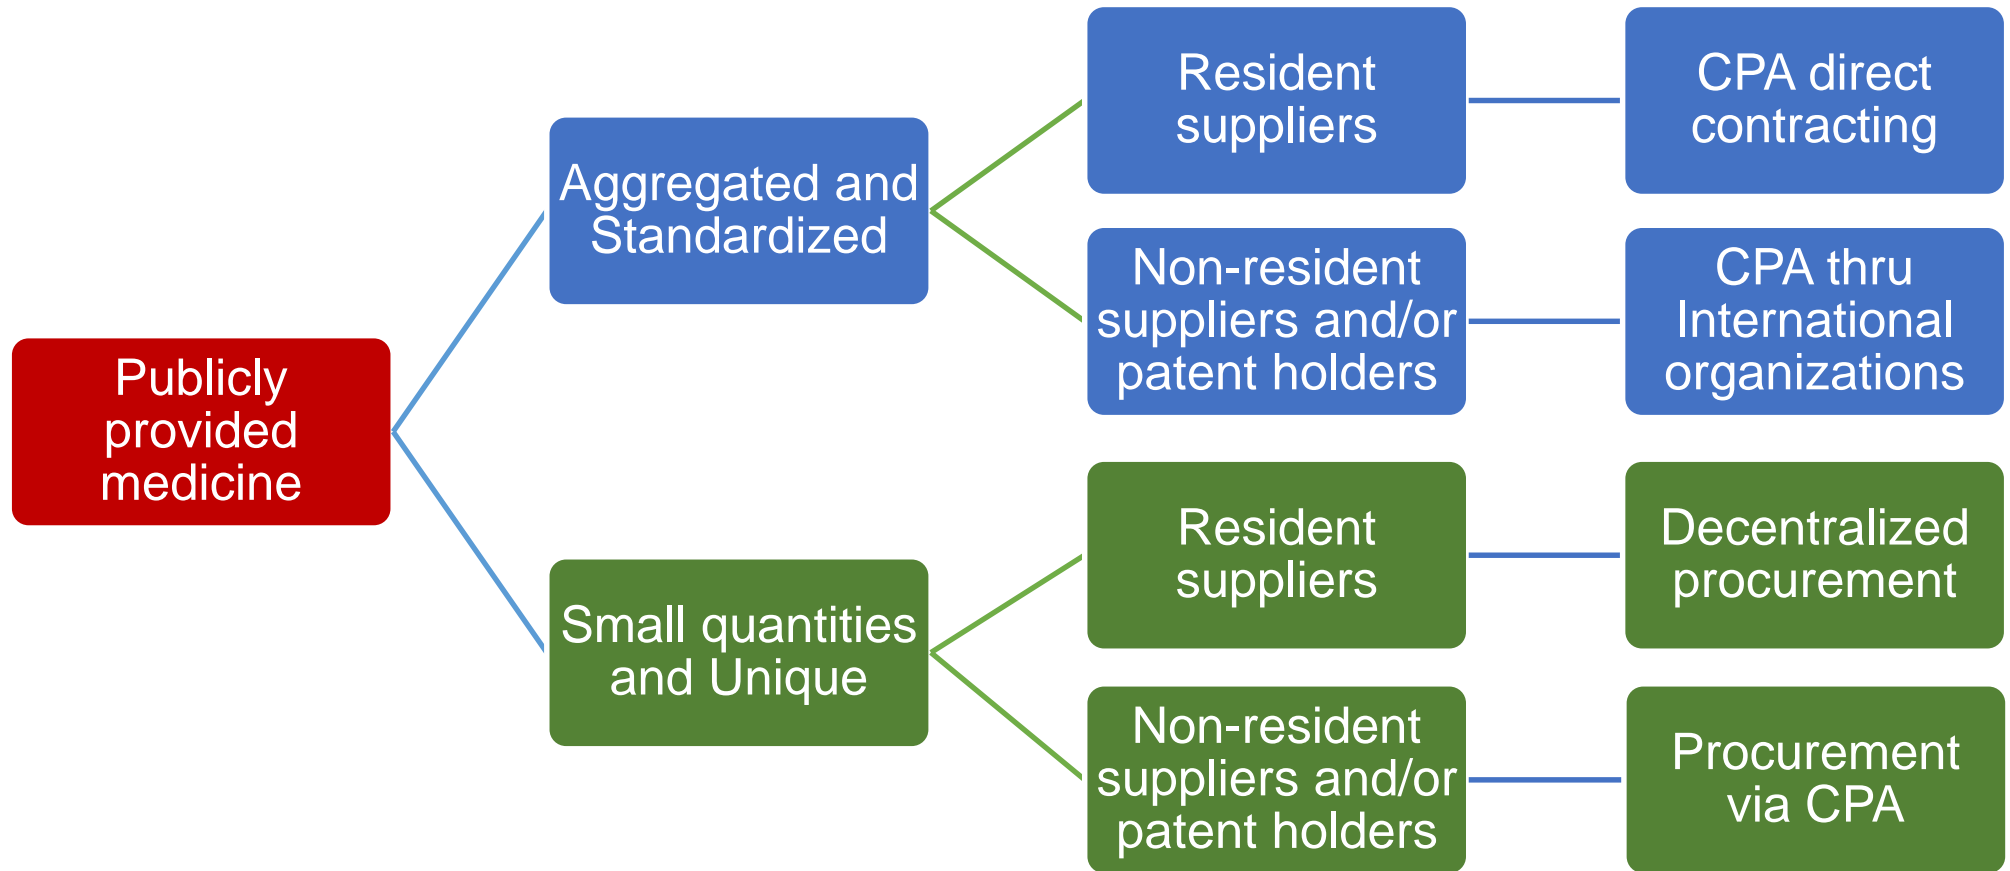 Publicly
provided
medicine
Aggregated and
Standardized
Resident
suppliers
CPA direct
contracting
Non-resident
suppliers and/or
patent holders
CPA thru
International
organizations
Small quantities
and Unique
Resident
suppliers
Decentralized
procurement
Non-resident
suppliers and/or
patent holders
Procurement
via CPA